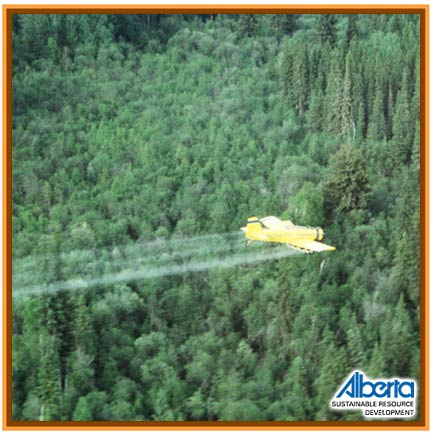 Alberta
SUSTAINABLE RESOURCE
DEVELOPMENT